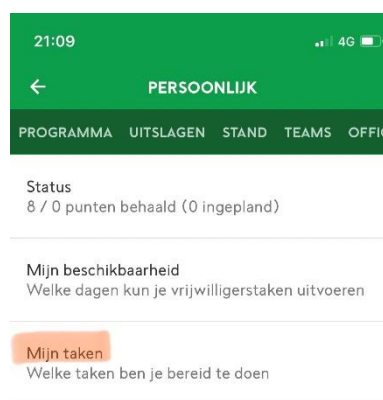 21:09
4G
PERSOONLIJK
PROGRAMMA UITSLAGEN STAND TEAMS OFFIC
Status
8 / 0 punten behaald (0 ingepland)
Mijn beschikbaarheid
Welke dagen kun je vrijwilligerstaken uitvoeren
Mijn taken
Welke taken ben je bereid te doen